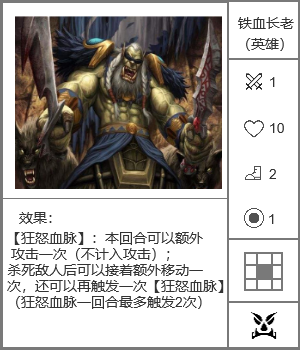 铁血长老
（英雄）
1
10
2
1
效果：
【狂怒血脉】：本回合可以额外
攻击一次（不计入攻击）；
杀死敌人后可以接着额外移动一
次，还可以再触发一次【狂怒血脉】
（狂怒血脉一回合最多触发2次）